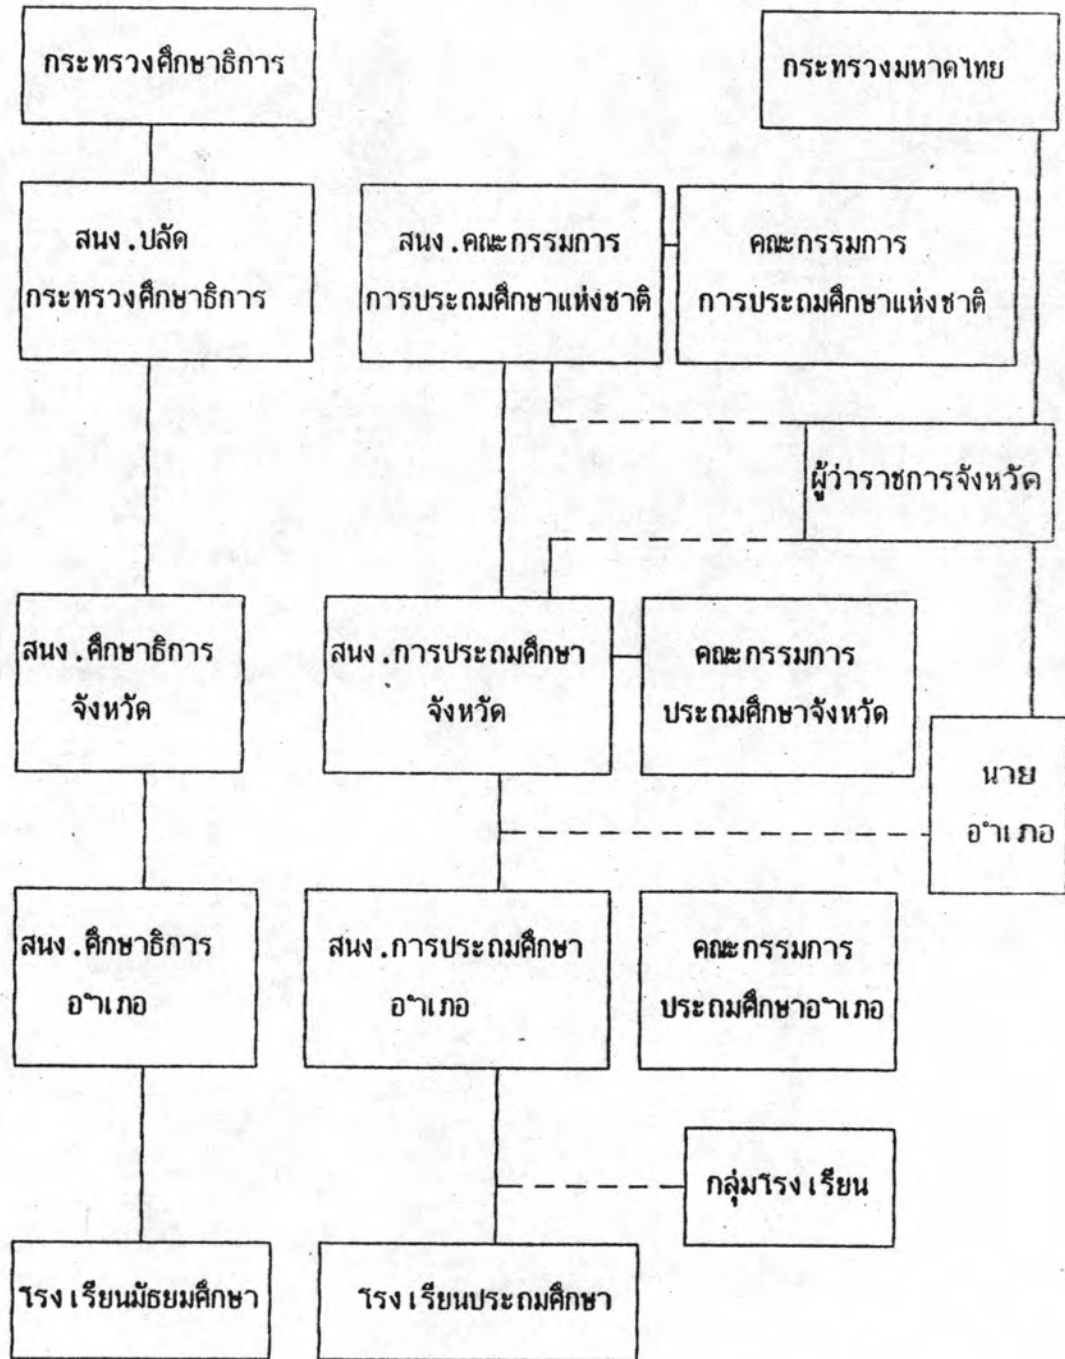 กระทรวงศึกษาธิการ
กระทรวงมหาดไทย
สนง.ปลัด
กระทรวงศึกษาธิการ
สนง.คณะกรรมการ
การประถมศึกษาแห่งชาติ
คณะกรรมการ
การประถมศึกษาแห่งชาติ
ผู้ว่าราชการจังหวัด
สนง.ศึกษาธิการ
จังหวัด
สนง.การประถมศึกษา
จังหวัด
คณะกรรมการ
ประถมศึกษาจังหวัด
นาย
อำเภอ
สนง.ศึกษาธิการ
อำเภอ
สนง.การประถมศึกษา
อำเภอ
คณะกรรมการ
ประถมศึกษาอำเภอ
กลุ่มโรงเรียน
โรงเรียนมัธยมศึกษา
โรงเรียนประถมศึกษา